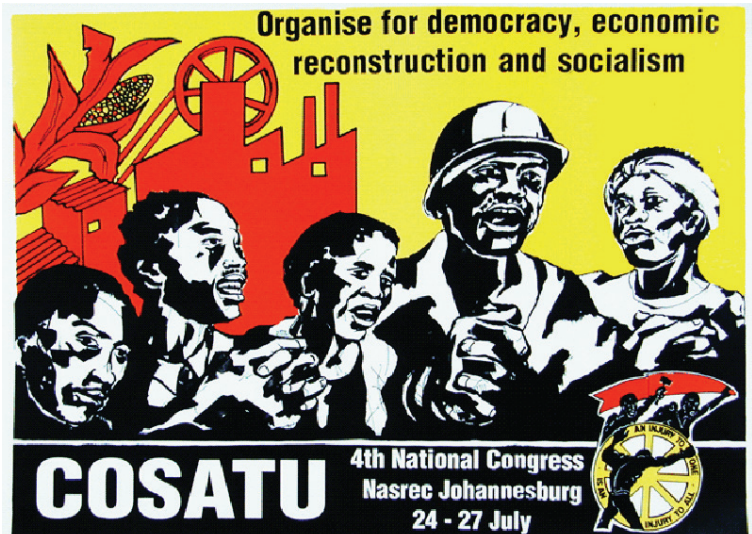 Organise for democracy, economic
reconstruction and socialism
COSATU
4th National Congress
Nasrec Johannesburg
24 - 27 July
AN INJURY TO ONE
IS AN
INJURY TO ALL